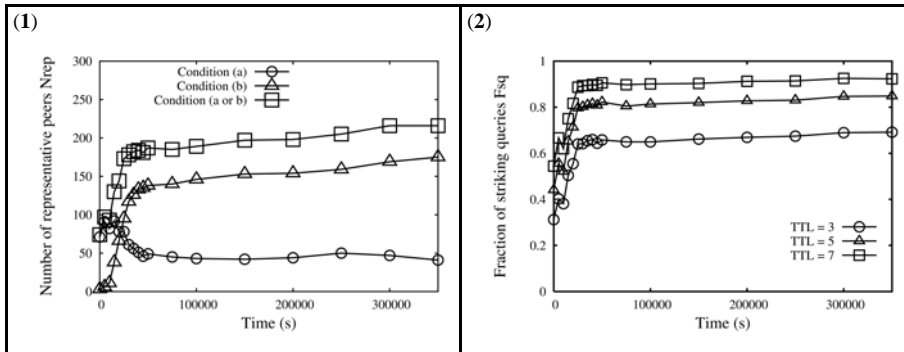 (1)
Number of representative peers Nrep
300
250
200
150
100
50
0
Condition (a)
Condition (b)
Condition (a or b)
0 100000 200000 300000
Time (s)
(2)
Fraction of striking queries Fsq
1
0.8
0.6
0.4
0.2
0
TTL = 3
TTL = 5
TTL = 7
0 100000 200000 300000
Time (s)